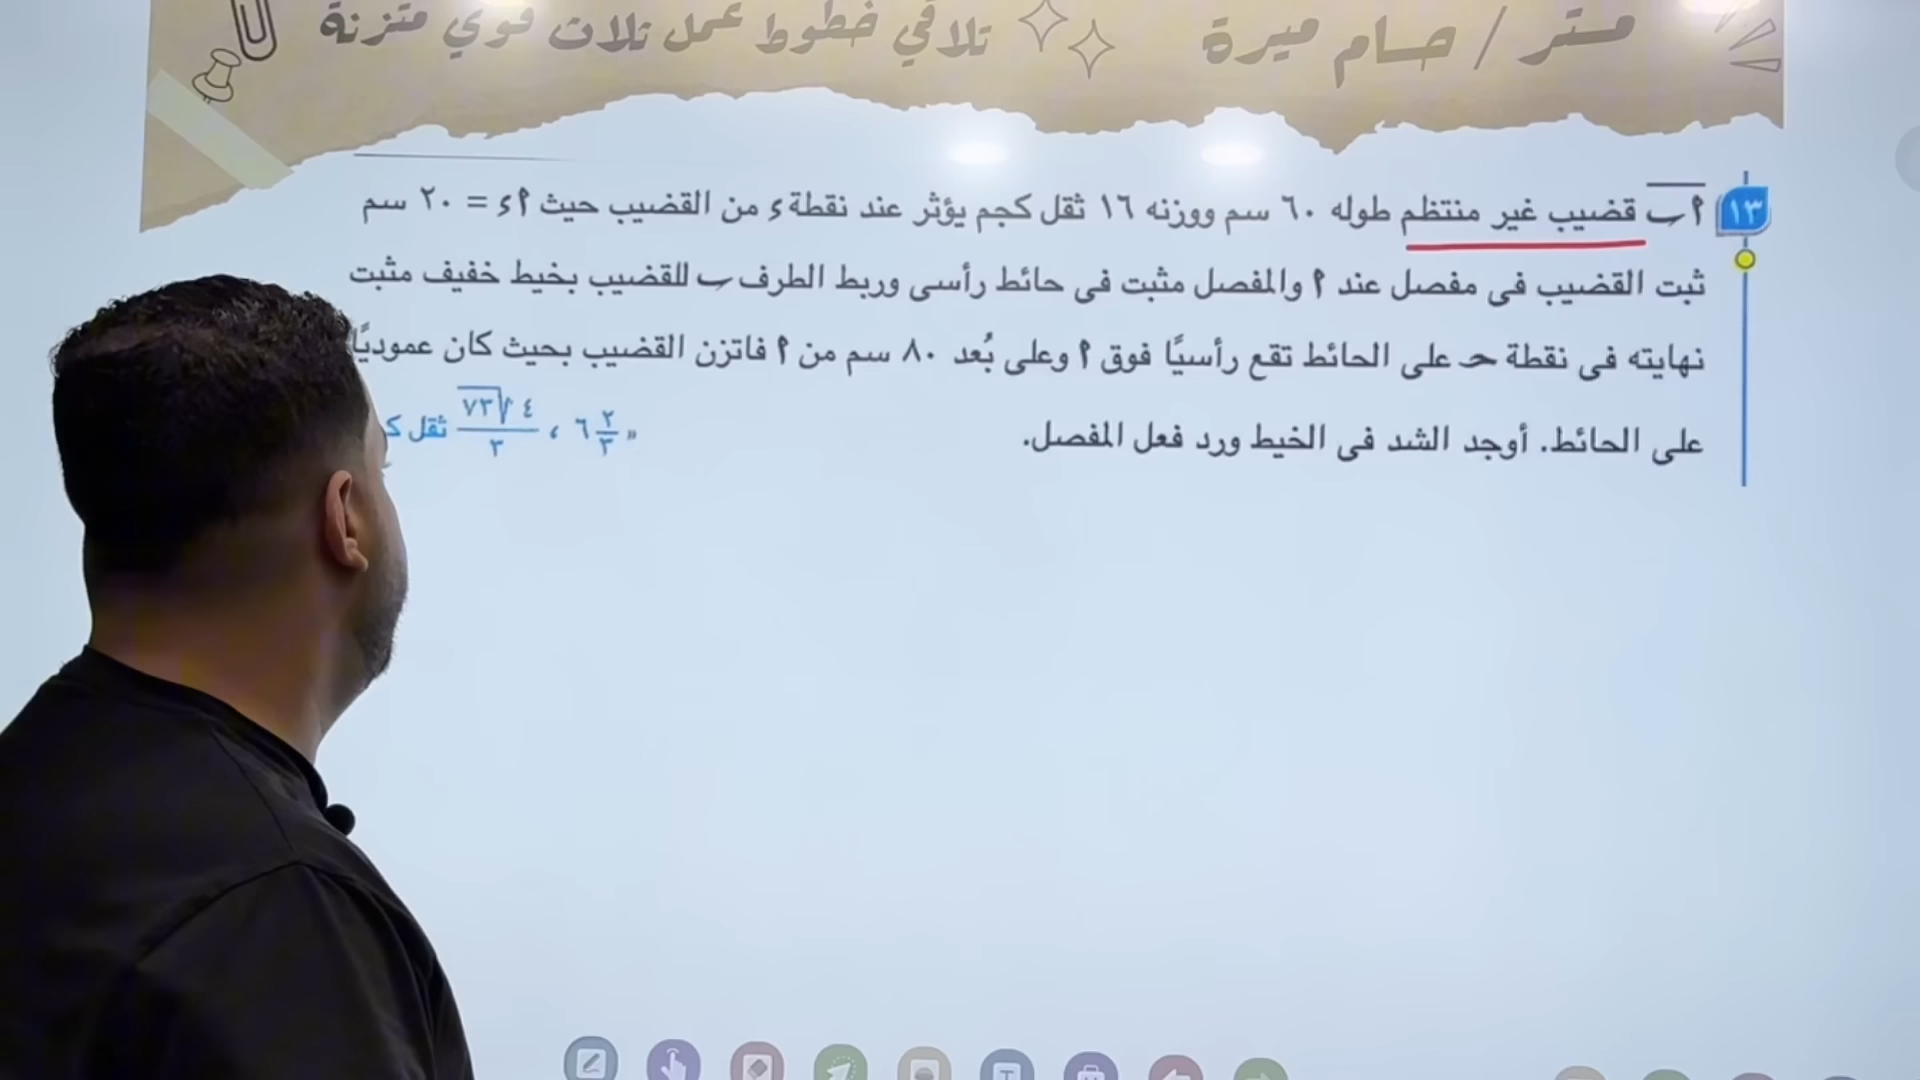 مستر / حسام ميرة
تلاقي خطوط عمل تلات قوي متزنة
١٣
أب قضيب غير منتظم طوله ٦٠ سم ووزنه ١٦ ثقل كجم يؤثر عند نقطة ء من القضيب حيث أء = ٢٠ سم
ثبت القضيب فى مفصل عند أ والمفصل مثبت فى حائط رأسى وربط الطرف ب للقضيب بخيط خفيف مثبت
نهايته فى نقطة حـ على الحائط تقع رأسيًا فوق أ وعلى بُعد ٨٠ سم من أ فاتزن القضيب بحيث كان عموديًا
على الحائط. أوجد الشد فى الخيط ورد فعل المفصل.
« ٦ ٢/٣ ، ٤√٧٣/٣ ثقل